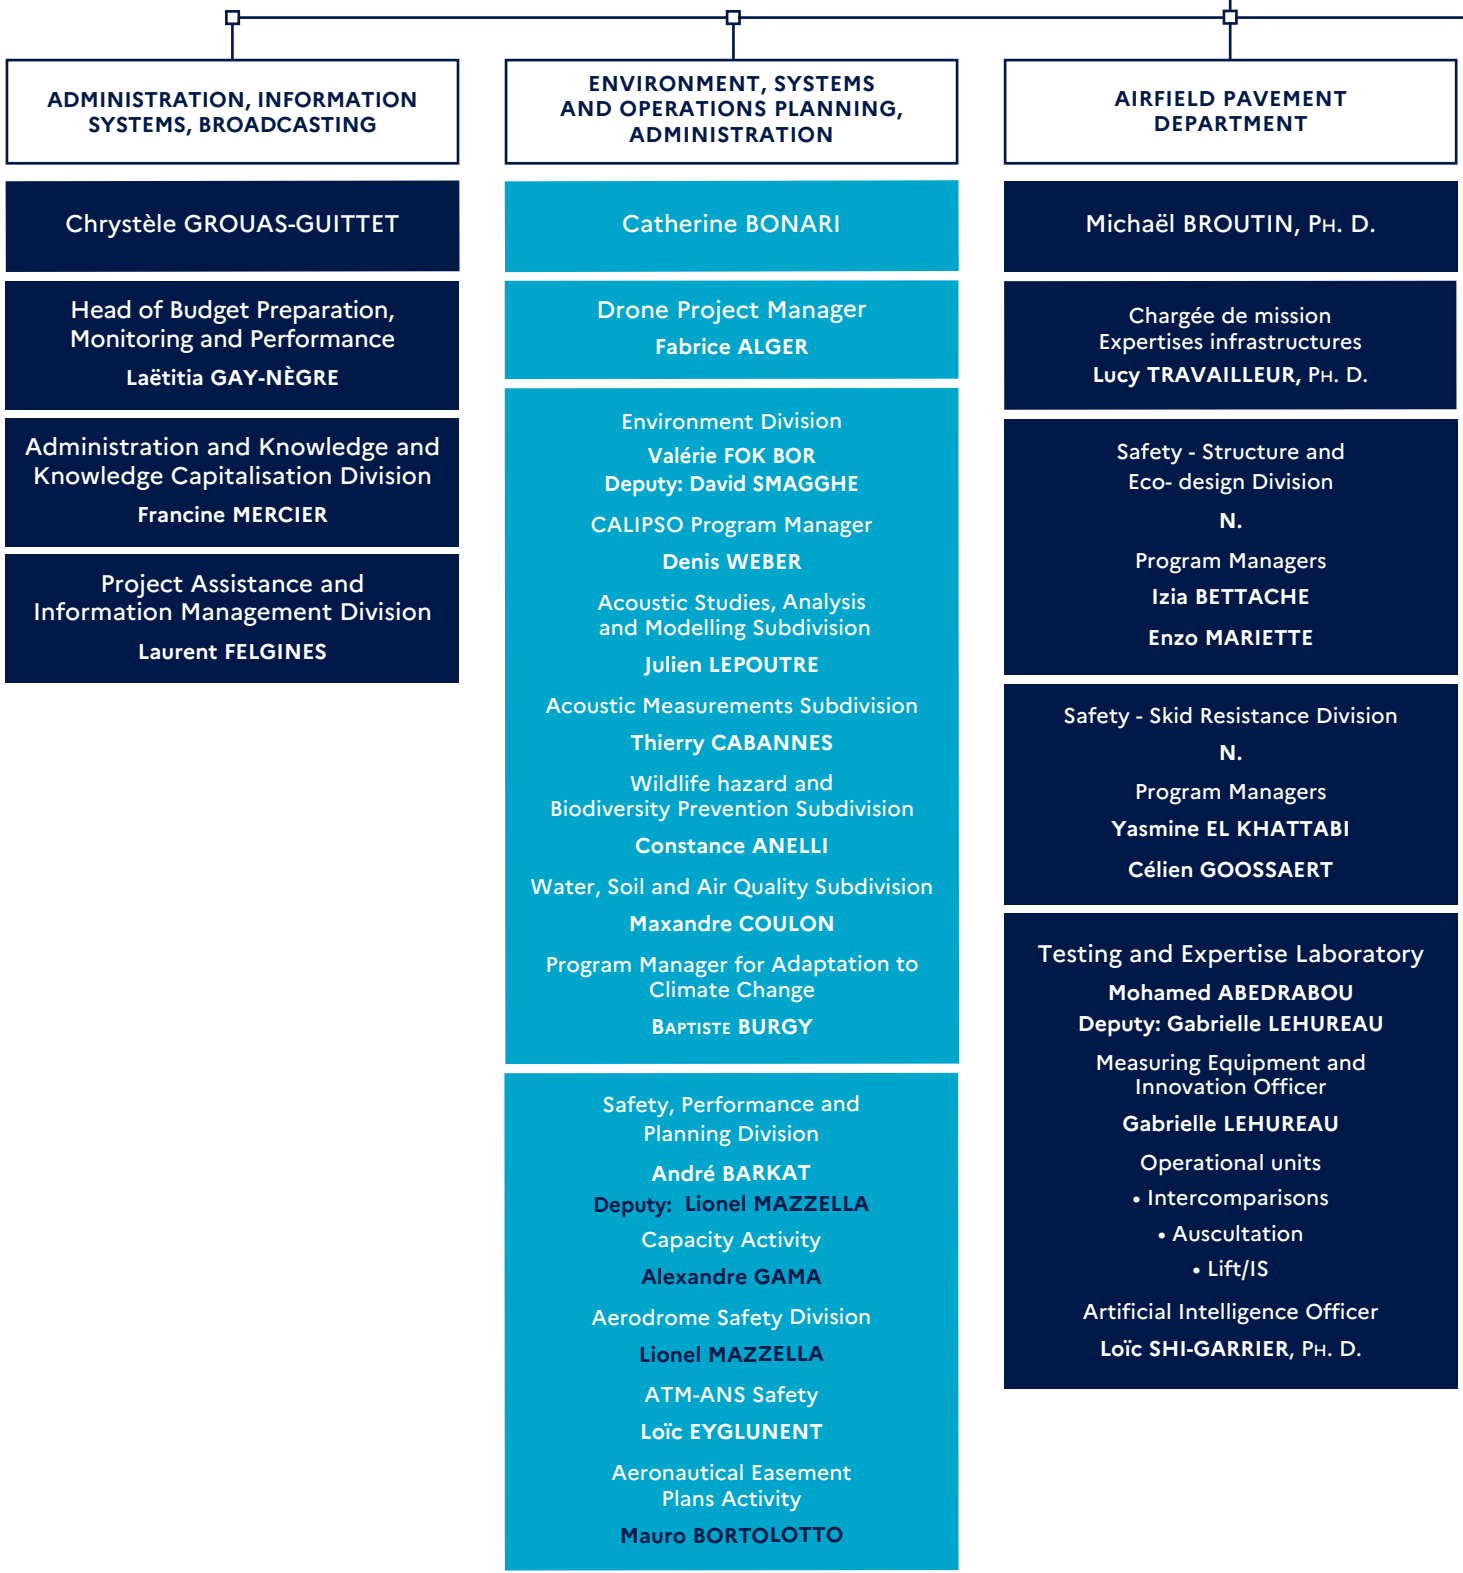 ADMINISTRATION, INFORMATION
SYSTEMS, BROADCASTING
Chrystèle GROUAS-GUITTET
Head of Budget Preparation,
Monitoring and Performance
Laëtitia GAY-NÈGRE
Administration and Knowledge and
Knowledge Capitalisation Division
Francine MERCIER
Project Assistance and
Information Management Division
Laurent FELGINES
ENVIRONMENT, SYSTEMS
AND OPERATIONS PLANNING,
ADMINISTRATION
Catherine BONARI
Drone Project Manager
Fabrice ALGER
Environment Division
Valérie FOK BOR
Deputy: David SMAGGHE
CALIPSO Program Manager
Denis WEBER
Acoustic Studies, Analysis
and Modelling Subdivision
Julien LEPOUTRE
Acoustic Measurements Subdivision
Thierry CABANNES
Wildlife hazard and
Biodiversity Prevention Subdivision
Constance ANELLI
Water, Soil and Air Quality Subdivision
Maxandre COULON
Program Manager for Adaptation to
Climate Change
BAPTISTE BURGY
Safety, Performance and
Planning Division
André BARKAT
Deputy: Lionel MAZZELLA
Capacity Activity
Alexandre GAMA
Aerodrome Safety Division
Lionel MAZZELLA
ATM-ANS Safety
Loïc EYGLUNENT
Aeronautical Easement
Plans Activity
Mauro BORTOLOTTO
AIRFIELD PAVEMENT
DEPARTMENT
Michaël BROUTIN, PH. D.
Chargée de mission
Expertises infrastructures
Lucy TRAVAILLEUR, PH. D.
Safety - Structure and
Eco- design Division
N.
Program Managers
Izia BETTACHE
Enzo MARIETTE
Safety - Skid Resistance Division
N.
Program Managers
Yasmine EL KHATTABI
Célien GOOSSAERT
Testing and Expertise Laboratory
Mohamed ABEDRABOU
Deputy: Gabrielle LEHUREAU
Measuring Equipment and
Innovation Officer
Gabrielle LEHUREAU
Operational units
• Intercomparisons
• Auscultation
• Lift/IS
Artificial Intelligence Officer
Loïc SHI-GARRIER, PH. D.